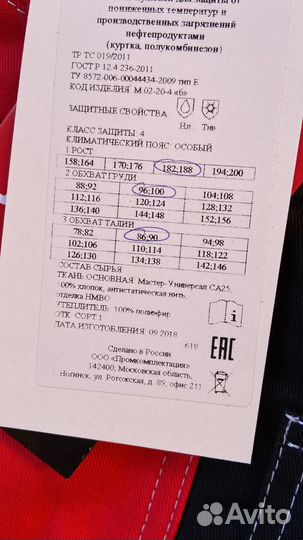 пониженных температур и
производственных загрязнений
нефтепродуктами
(куртка, полукомбинезон)
ТР ТС 019/2011
ГОСТ Р 12 4 236-2011
ТУ 8572-006-00044434-2009 тип Е
КОД ИЗДЕЛИЯ М.02-20-4 «б»
ЗАЩИТНЫЕ СВОЙСТВА
Нл Тнв
КЛАСС ЗАЩИТЫ 4
КЛИМАТИЧЕСКИЙ ПОЯС ОСОБЫЙ
1 РОСТ
158;164 170;176 182;188 194;200
2 ОБХВАТ ГРУДИ
88;92 96;100 104;108
112;116 120;124 128;132
136;140 144;148 152;156
3 ОБХВАТ ТАЛИИ
78;82 86;90 94;98
102;106 110;114 118;122
126;130 134;138 142;146
СОСТАВ СЫРЬЯ
ТКАНЬ ОСНОВНАЯ Мастер-Универсал СА25
100% хлопок, антистатическая нить
отделка НМВО
УТЕПЛИТЕЛЬ 100% полиэфир
СОРТ 1
ДАТА ИЗГОТОВЛЕНИЯ 09.2018
618
ЕАС
Сделано в России
ООО «Промкомплектация»
142400, Московская область,
г. Ногинск, ул. Рогожская, д. 89, офис 211
Avito